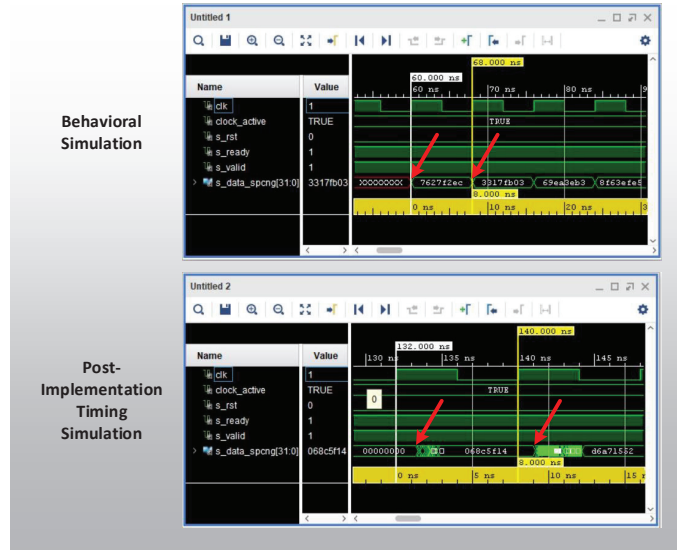 Untitled 1
68.000 ns
60.000 ns
Name Value
60 ns 70 ns 80 ns 9
Behavioral
Simulation
clk 1
clock_active TRUE TRUE
s_rst 0
s_ready 1
s_valid 1
s_data_spcng[31:0] 3317fb03 XXXXXXXX 7627f2ec 3317fb03 69ea3eb3 8f63efe5
8.000 ns
0 ns 10 ns 20 ns 3
Untitled 2
140.000 ns
132.000 ns
Name Value
130 ns 135 ns 140 ns 145 ns
Post-
Implementation
Timing
Simulation
clk 1
clock_active TRUE TRUE
0
s_rst 0
s_ready 1
s_valid 1
s_data_spcng[31:0] 068c5f14 00000000 068c5f14 d6a71552
8.000 ns
0 ns 5 ns 10 ns 15